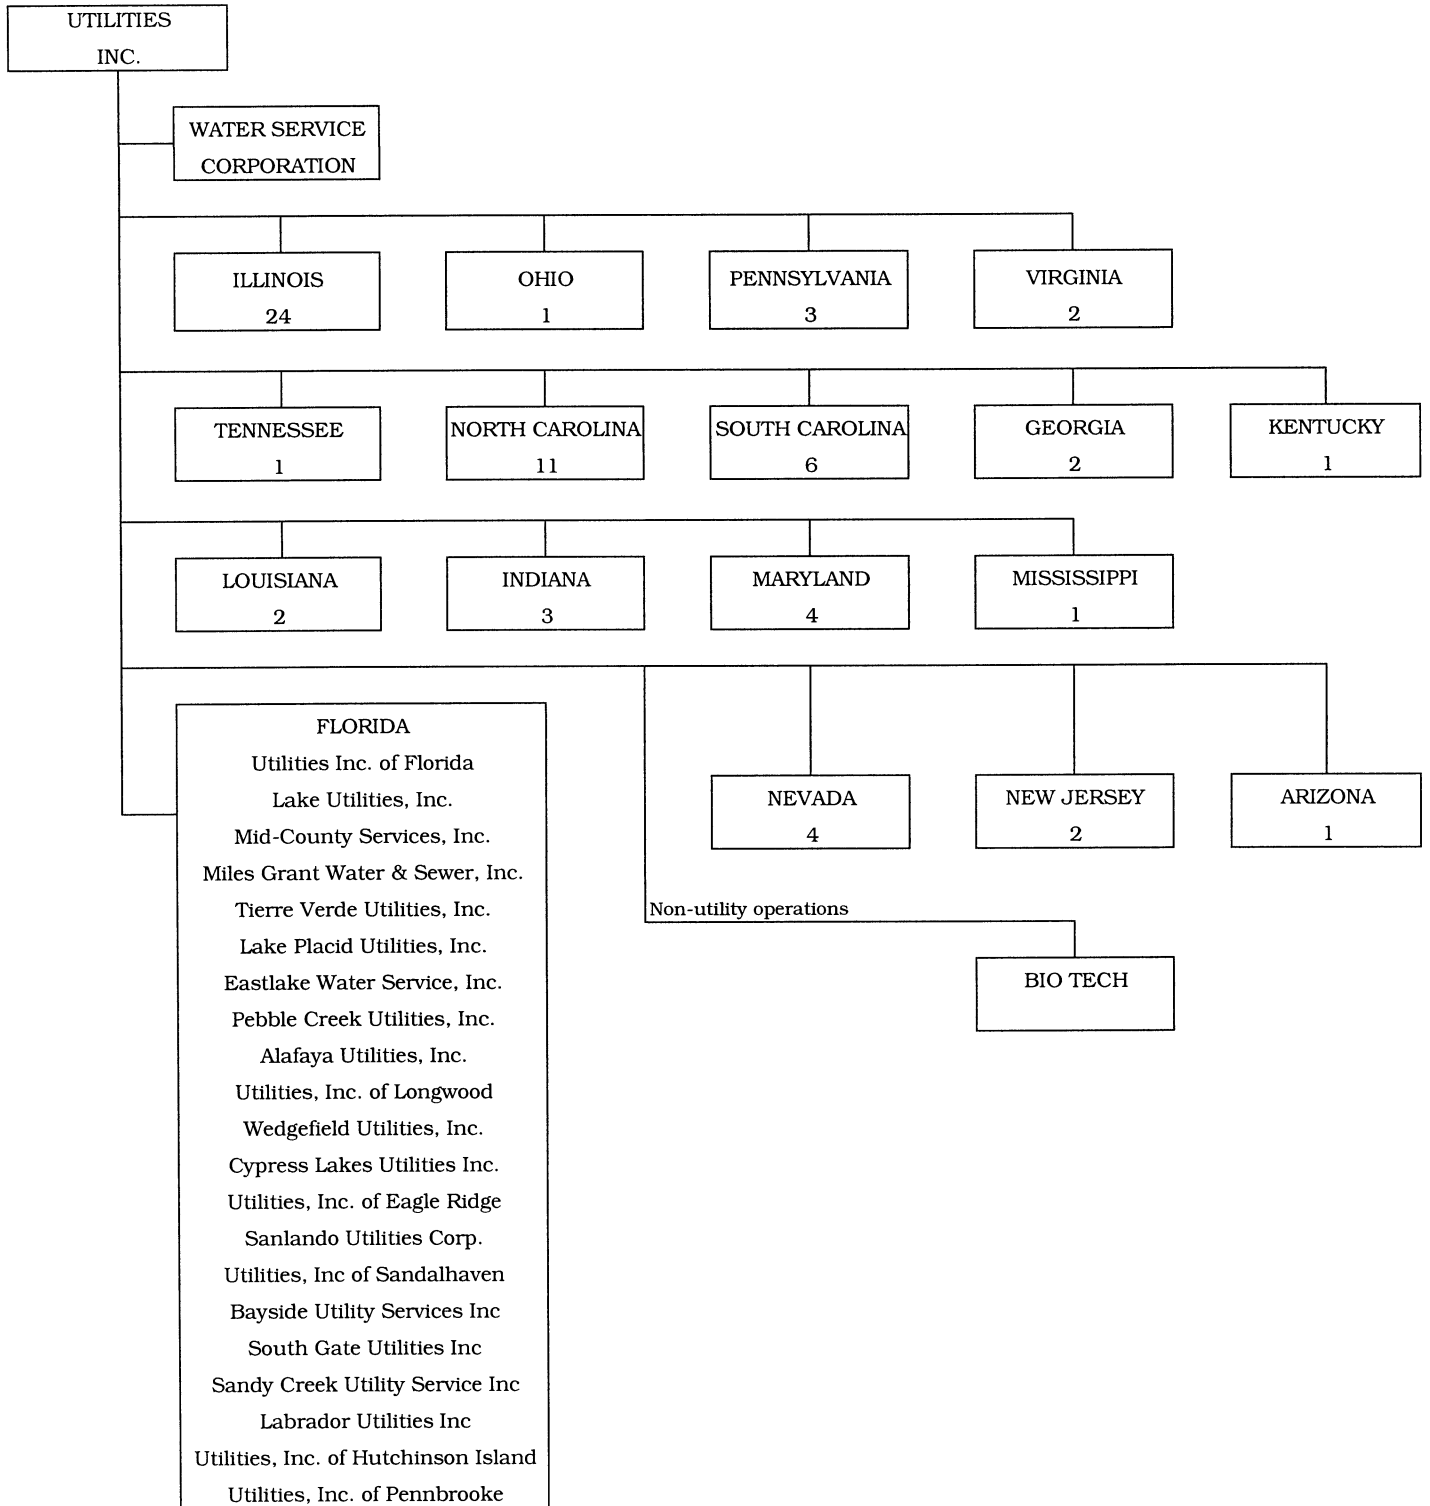 UTILITIES
INC.
WATER SERVICE
CORPORATION
ILLINOIS
24
OHIO
1
PENNSYLVANIA
3
VIRGINIA
2
TENNESSEE
1
NORTH CAROLINA
11
SOUTH CAROLINA
6
GEORGIA
2
KENTUCKY
1
LOUISIANA
2
INDIANA
3
MARYLAND
4
MISSISSIPPI
1
FLORIDA
Utilities Inc. of Florida
Lake Utilities, Inc.
Mid-County Services, Inc.
Miles Grant Water & Sewer, Inc.
Tierre Verde Utilities, Inc.
Lake Placid Utilities, Inc.
Eastlake Water Service, Inc.
Pebble Creek Utilities, Inc.
Alafaya Utilities, Inc.
Utilities, Inc. of Longwood
Wedgefield Utilities, Inc.
Cypress Lakes Utilities Inc.
Utilities, Inc. of Eagle Ridge
Sanlando Utilities Corp.
Utilities, Inc of Sandalhaven
Bayside Utility Services Inc
South Gate Utilities Inc
Sandy Creek Utility Service Inc
Labrador Utilities Inc
Utilities, Inc. of Hutchinson Island
Utilities, Inc. of Pennbrooke
NEVADA
4
NEW JERSEY
2
ARIZONA
1
Non-utility operations
BIO TECH